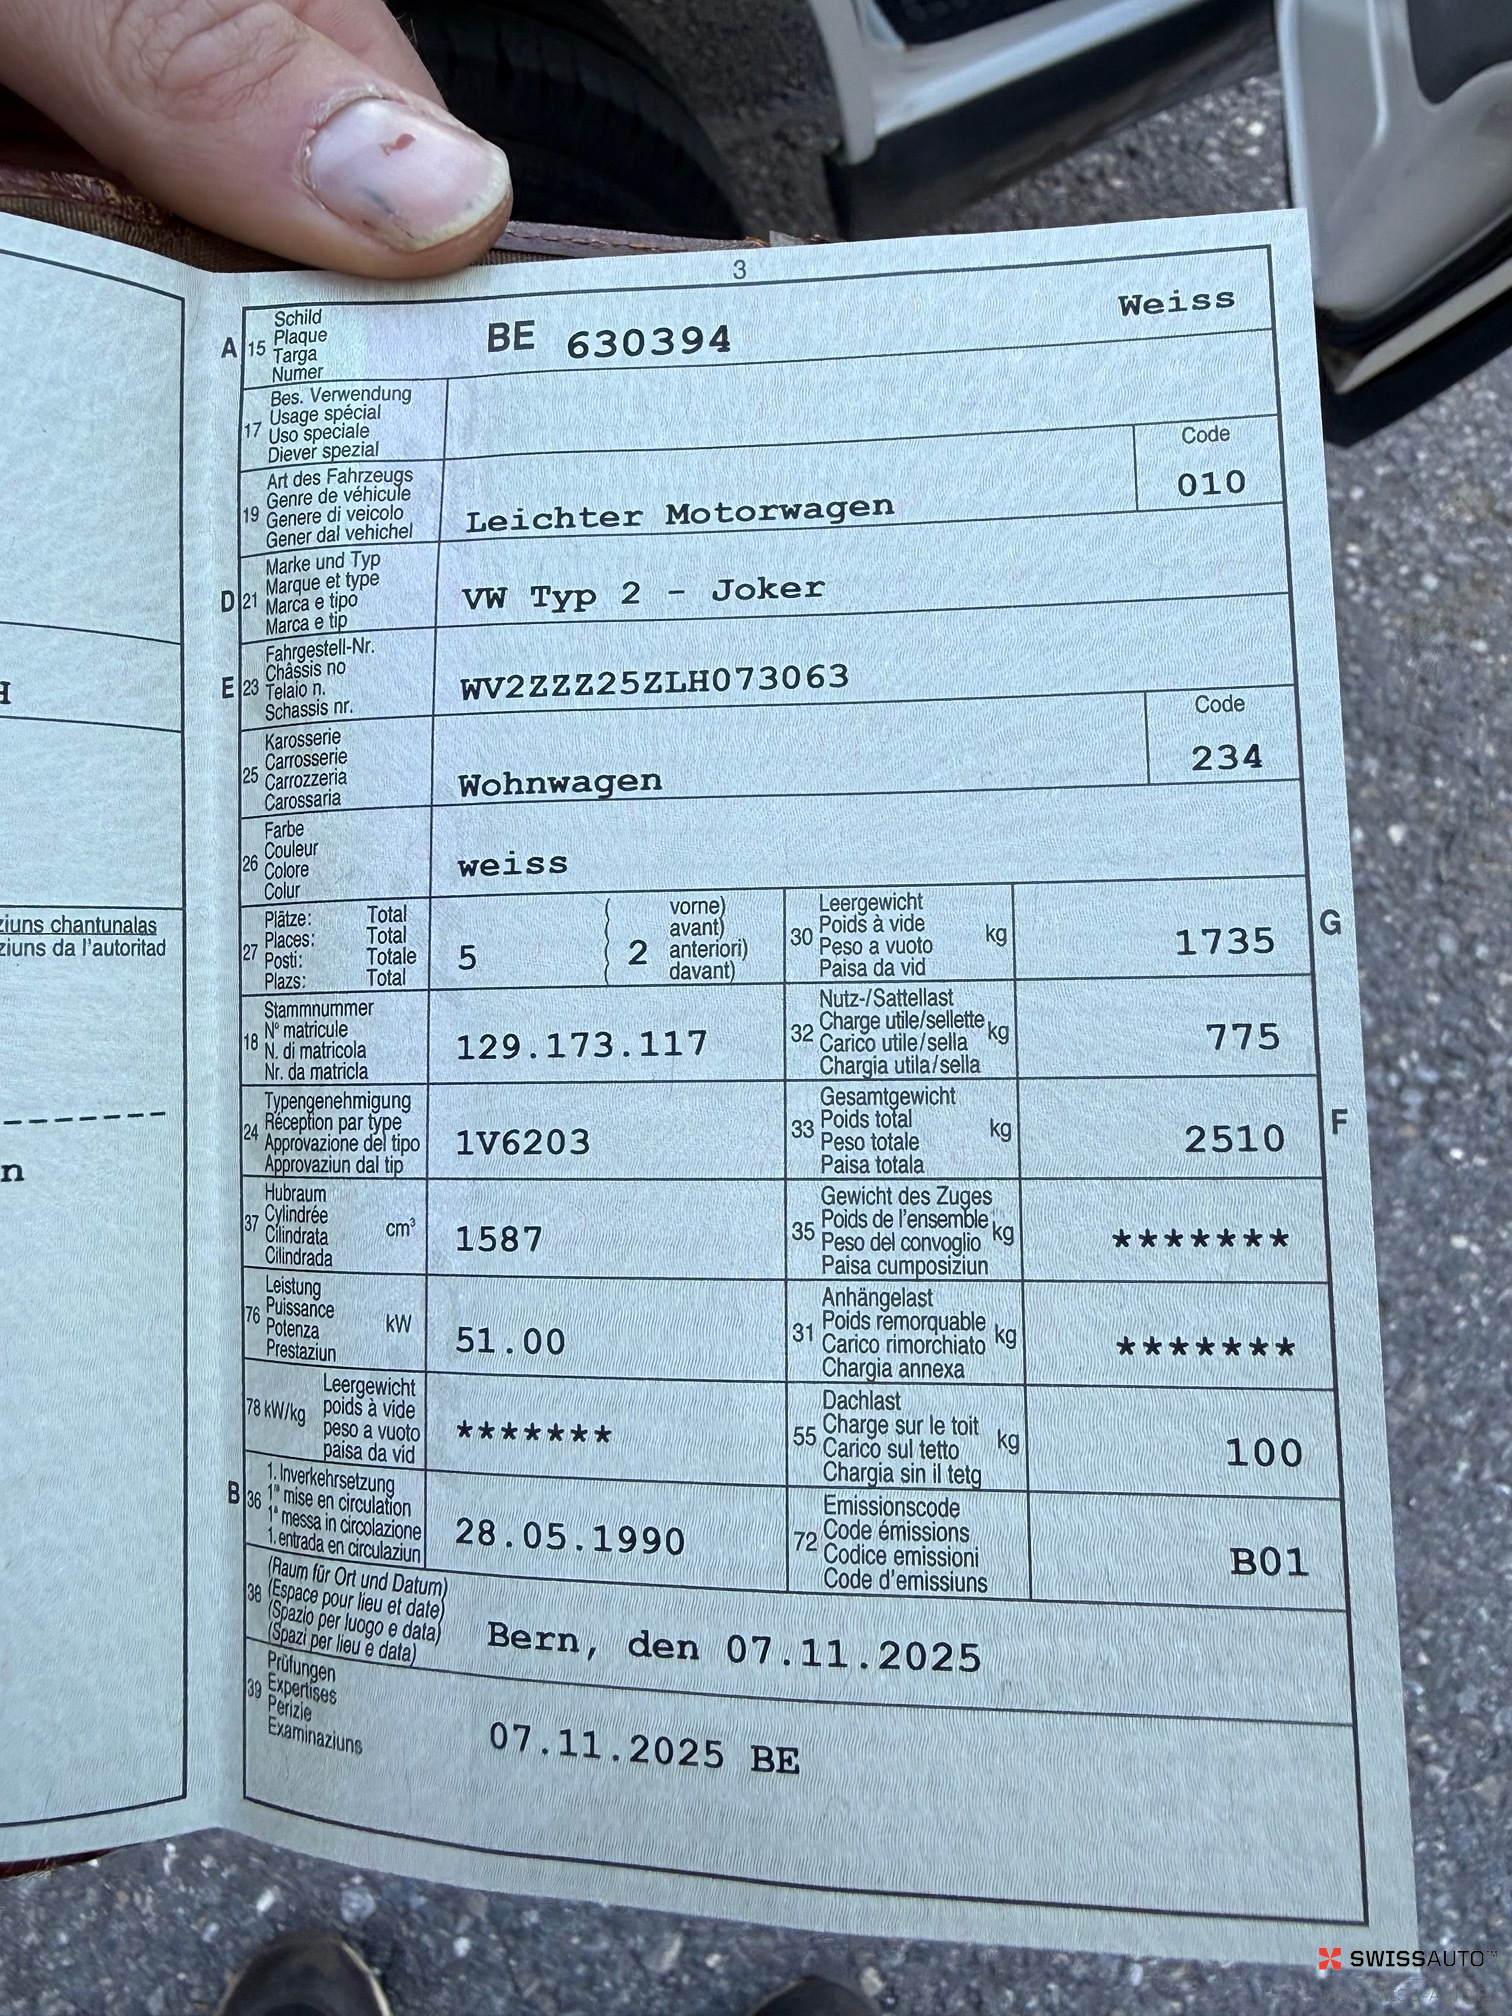 3
A 15 Schild
Plaque
Targa
Numer
BE 630394 Weiss
17 Bes. Verwendung
Usage spécial
Uso speciale
Diever spezial
19 Art des Fahrzeugs
Genre de véhicule
Genere di veicolo
Gener dal vehichel
Leichter Motorwagen
Code
010
D 21 Marke und Typ
Marque et type
Marca e tipo
Marca e tip
VW Typ 2 - Joker
E 23 Fahrgestell-Nr.
Châssis no
Telaio n.
Schassis nr.
WV2ZZZ25ZLH073063
25 Karosserie
Carrosserie
Carrozzeria
Carossaria
Wohnwagen
Code
234
26 Farbe
Couleur
Colore
Colur
weiss
27 Plätze: Total
Places: Total
Posti: Totale
Plazs: Total
5
2
vorne)
avant)
anteriori)
davant)
30 Leergewicht
Poids à vide
Peso a vuoto
Paisa da vid
kg
1735
G
18 Stammnummer
N° matricule
N. di matricola
Nr. da matricla
129.173.117
32 Nutz-/Sattellast
Charge utile/sellette
Carico utile/sella
Chargia utila/sella
kg
775
24 Typengenehmigung
Réception par type
Approvazione del tipo
Approvaziun dal tip
1V6203
33 Gesamtgewicht
Poids total
Peso totale
Paisa totala
kg
2510
F
37 Hubraum
Cylindrée
Cilindrata
Cilindrada
cm³
1587
35 Gewicht des Zuges
Poids de l'ensemble
Peso del convoglio
Paisa cumposiziun
kg
*******
76 Leistung
Puissance
Potenza
Prestaziun
kW
51.00
31 Anhängelast
Poids remorquable
Carico rimorchiato
Chargia annexa
kg
*******
78 kW/kg Leergewicht
poids à vide
peso a vuoto
paisa da vid
*******
55 Dachlast
Charge sur le toit
Carico sul tetto
Chargia sin il tetg
kg
100
B 36 1. Inverkehrsetzung
1re mise en circulation
1a messa in circolazione
1. entrada en circulaziun
28.05.1990
72 Emissionscode
Code émissions
Codice emissioni
Code d'emissiuns
B01
38 (Raum für Ort und Datum)
(Espace pour lieu et date)
(Spazio per luogo e data)
(Spazi per lieu e data)
Bern, den 07.11.2025
39 Prüfungen
Expertises
Perizie
Examinaziuns
07.11.2025 BE
ziuns chantunalas
ziuns da l'autoritad
n
SWISSAUTO™